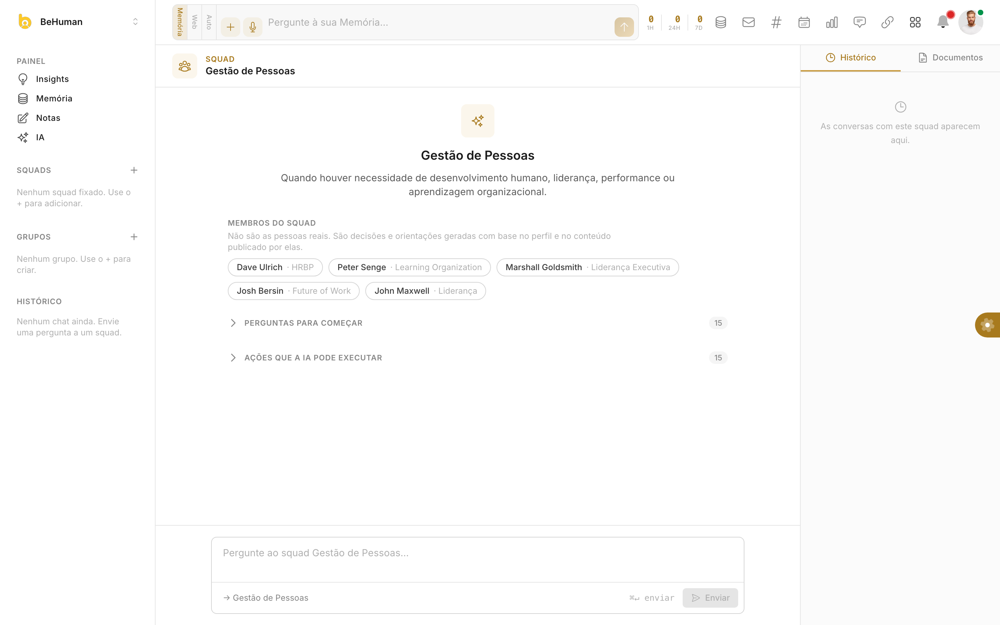 BeHuman
PAINEL
Insights
Memória
Notas
IA
SQUADS
Nenhum squad fixado. Use o
+ para adicionar.
GRUPOS
Nenhum grupo. Use o + para
criar.
HISTÓRICO
Nenhum chat ainda. Envie
uma pergunta a um squad.
Memória
Web
Auto
Pergunte à sua Memória...
0 1H
0 24H
0 7D
SQUAD
Gestão de Pessoas
Gestão de Pessoas
Quando houver necessidade de desenvolvimento humano, liderança, performance ou
aprendizagem organizacional.
MEMBROS DO SQUAD
Não são as pessoas reais. São decisões e orientações geradas com base no perfil e no conteúdo
publicado por elas.
Dave Ulrich · HRBP
Peter Senge · Learning Organization
Marshall Goldsmith · Liderança Executiva
Josh Bersin · Future of Work
John Maxwell · Liderança
PERGUNTAS PARA COMEÇAR 15
AÇÕES QUE A IA PODE EXECUTAR 15
Pergunte ao squad Gestão de Pessoas...
→ Gestão de Pessoas
⌘↵ enviar
Enviar
Histórico
Documentos
As conversas com este squad aparecem
aqui.